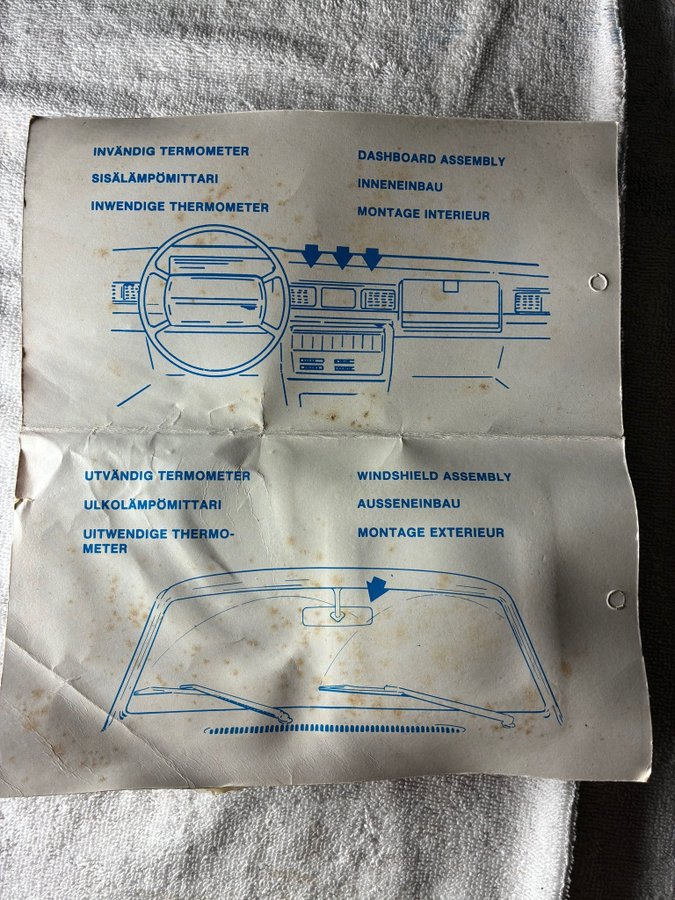 INVÄNDIG TERMOMETER
SISÄLÄMPÖMITTARI
INWENDIGE THERMOMETER
DASHBOARD ASSEMBLY
INNENEINBAU
MONTAGE INTERIEUR
UTVÄNDIG TERMOMETER
ULKOLÄMPÖMITTARI
UITWENDIGE THERMO-
METER
WINDSHIELD ASSEMBLY
AUSSENEINBAU
MONTAGE EXTERIEUR